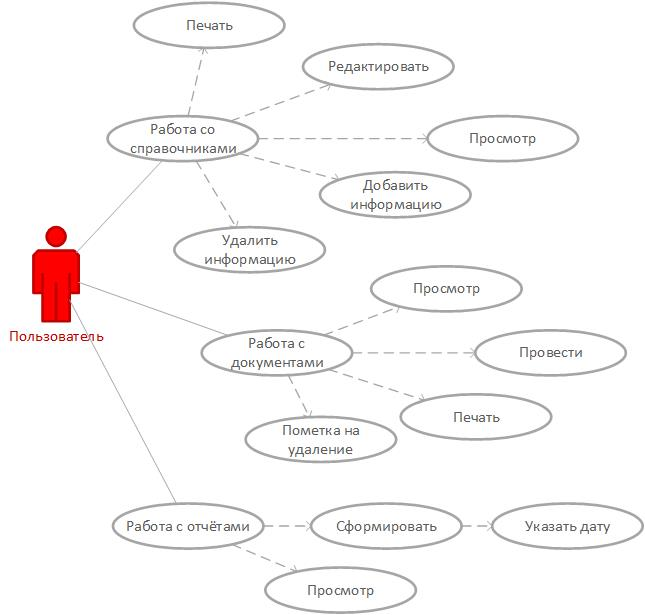 Печать
Редактировать
Работа со
справочниками
Просмотр
Добавить
информацию
Удалить
информацию
Пользователь
Просмотр
Работа с
документами
Провести
Печать
Пометка на
удаление
Работа с отчётами
Сформировать
Указать дату
Просмотр